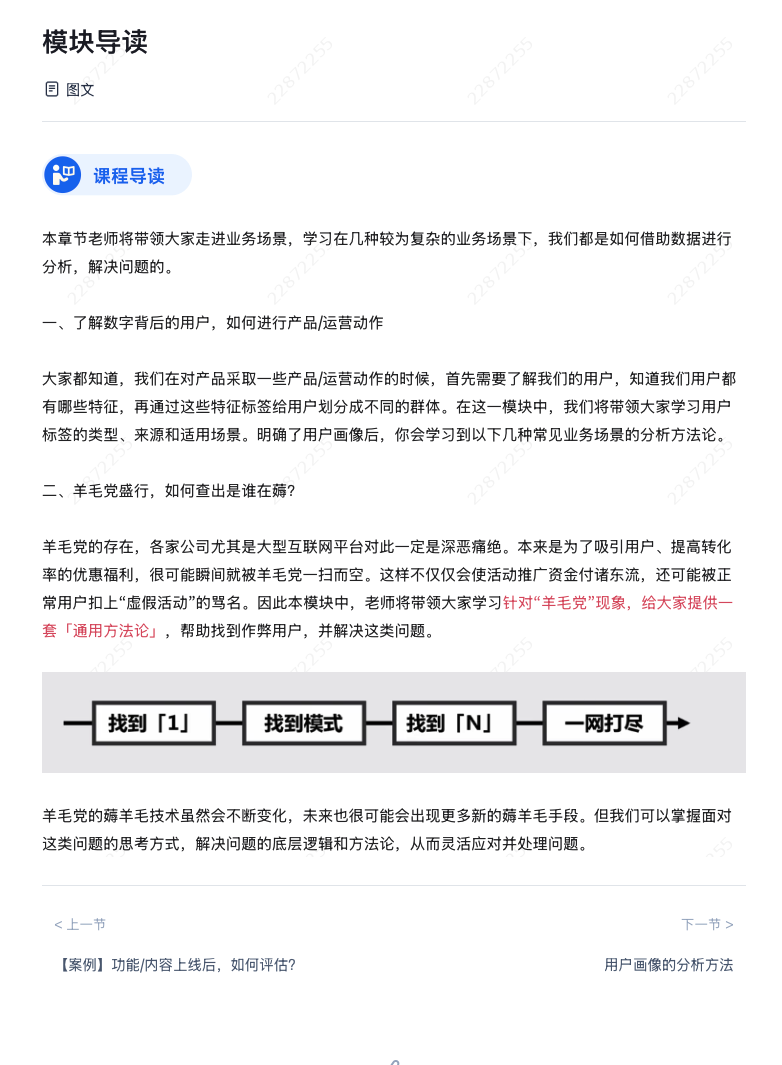 模块导读
图文
课程导读
本章节老师将带领大家走进业务场景，学习在几种较为复杂的业务场景下，我们都是如何借助数据进行
分析，解决问题的。
一、了解数字背后的用户，如何进行产品/运营动作
大家都知道，我们在对产品采取一些产品/运营动作的时候，首先需要了解我们的用户，知道我们用户都
有哪些特征，再通过这些特征标签给用户划分成不同的群体。在这一模块中，我们将带领大家学习用户
标签的类型、来源和适用场景。明确了用户画像后，你会学习到以下几种常见业务场景的分析方法论。
二、羊毛党盛行，如何查出是谁在薅?
羊毛党的存在，各家公司尤其是大型互联网平台对此一定是深恶痛绝。本来是为了吸引用户、提高转化
率的优惠福利，很可能瞬间就被羊毛党一扫而空。这样不仅仅会使活动推广资金付诸东流，还可能被正
常用户扣上“虚假活动”的骂名。因此本模块中，老师将带领大家学习针对“羊毛党”现象，给大家提供一
套「通用方法论」，帮助找到作弊用户，并解决这类问题。
找到「1」 找到模式 找到「N」 一网打尽
羊毛党的薅羊毛技术虽然会不断变化，未来也很可能会出现更多新的薅羊毛手段。但我们可以掌握面对
这类问题的思考方式，解决问题的底层逻辑和方法论，从而灵活应对并处理问题。
< 上一节 下一节 >
【案例】功能/内容上线后，如何评估? 用户画像的分析方法
22872255